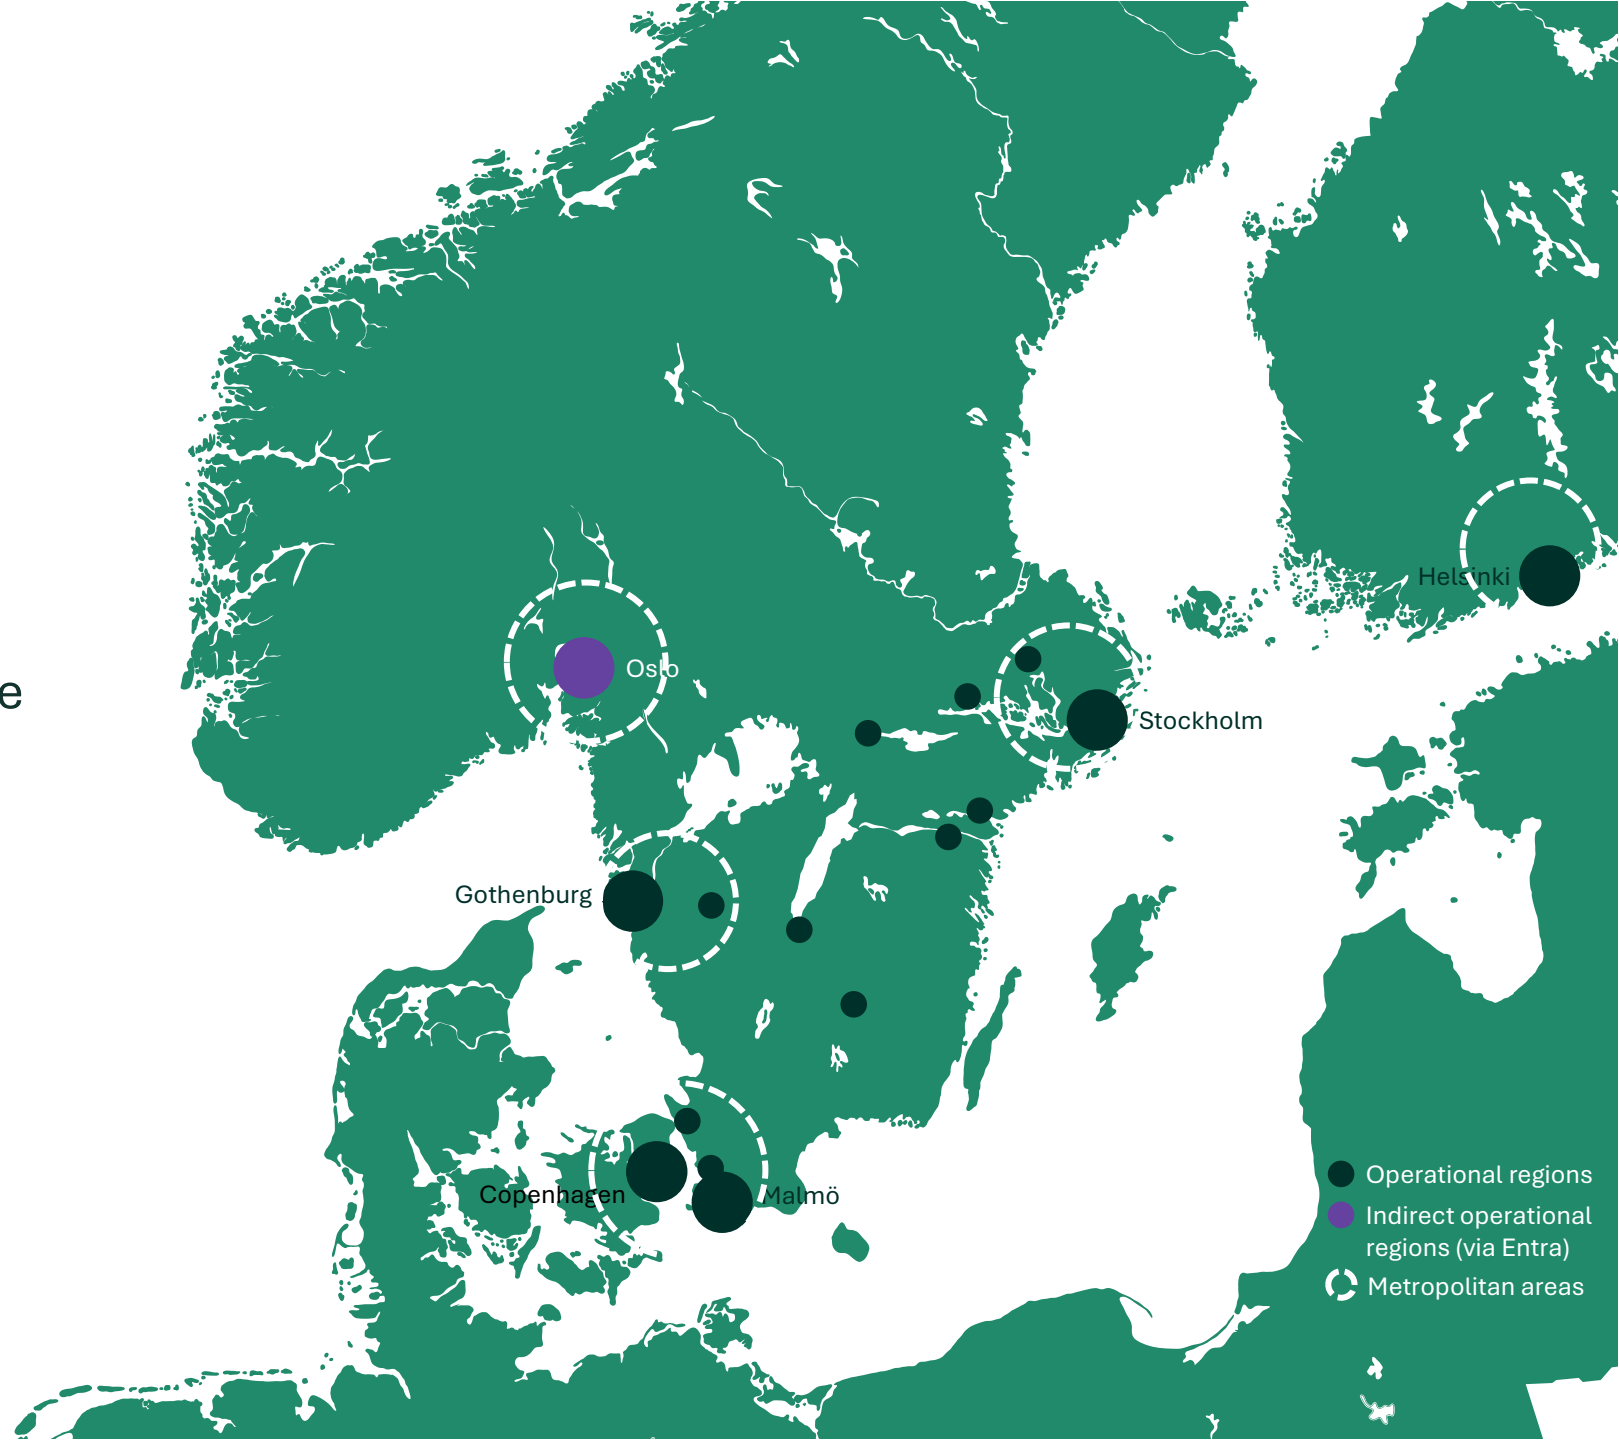 e
Helsinki
Oslo
Stockholm
Gothenburg
Copenhagen
Malmö
Operational regions
Indirect operational
regions (via Entra)
Metropolitan areas